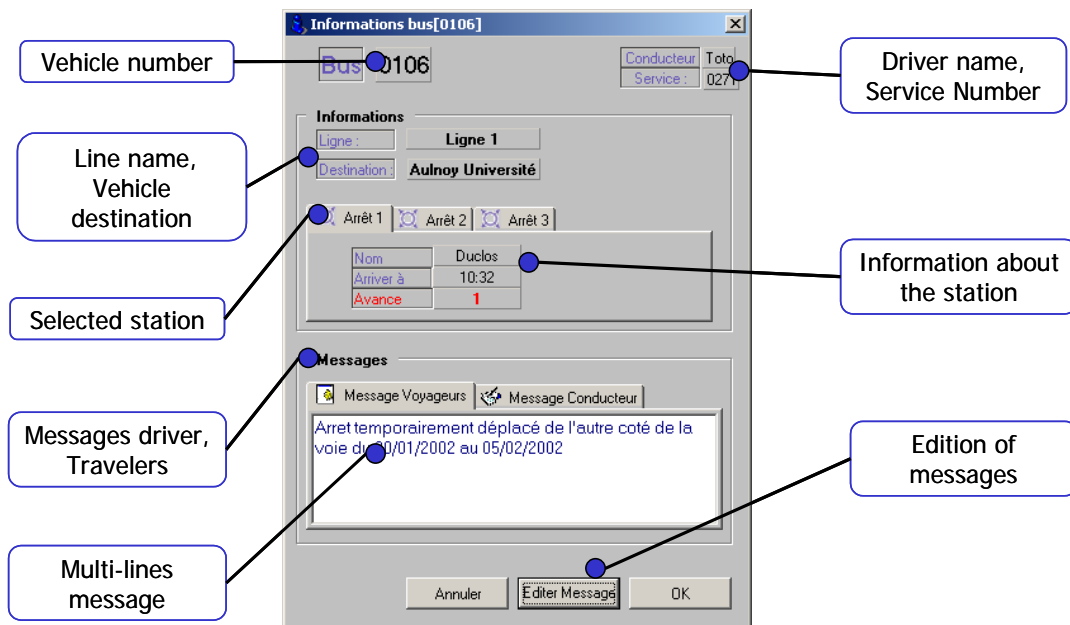 Informations bus[0106]
Vehicle number
Bus 0106
Conducteur Toto
Service : 0271
Driver name,
Service Number
Informations
Ligne : Ligne 1
Destination : Aulnoy Université
Line name,
Vehicle
destination
Arrêt 1 Arrêt 2 Arrêt 3
Nom Duclos
Arriver à 10:32
Avance 1
Information about
the station
Selected station
Messages
Message Voyageurs Message Conducteur
Arret temporairement déplacé de l'autre coté de la
voie du /01/2002 au 05/02/2002
Messages driver,
Travelers
Edition of
messages
Multi-lines
message
Annuler Editer Message OK